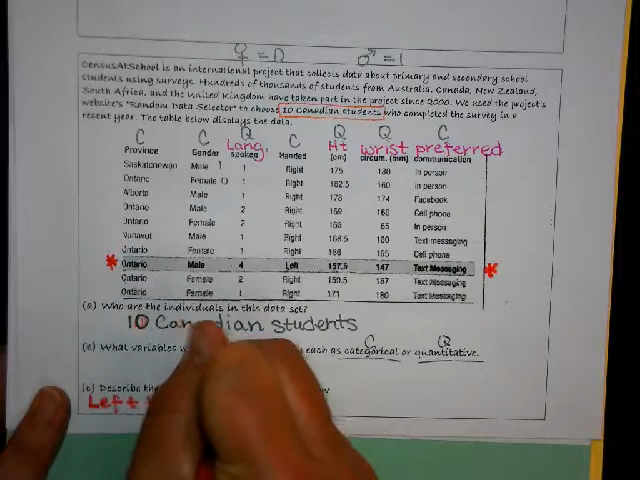 ♀ = 0 ♂ = 1
CensusAtSchool is an international project that collects data about primary and secondary school
students using surveys. Hundreds of thousands of students from Australia, Canada, New Zealand,
South Africa, and the United Kingdom have taken part in the project since 2000. We used the project's
website's "Random Data Selector" to choose 10 Canadian students who completed the survey in a
recent year. The table below displays the data.
C C Q C Q Q C
Province Gender Lang. spoken Handed Ht (cm) wrist circum. (mm) preferred communication
Saskatchewan Male 1 1 Right 175 180 In person
Ontario Female 0 1 Right 162.5 160 In person
Alberta Male 1 Right 178 174 Facebook
Ontario Male 2 Right 169 160 Cell phone
Ontario Female 2 Right 166 65 In person
Nunavut Male 1 Right 168.5 160 Text messaging
Ontario Female 1 Right 166 165 Cell phone
* Ontario Male 4 Left 157.5 147 Text Messaging *
Ontario Female 2 Right 150.5 187 Text Messaging
Ontario Female 1 Right 171 180 Text Messaging
(a) Who are the individuals in this data set?
10 Canadian students
C Q
(b) What variables each as categorical or quantitative.
(c) Describe the
Left